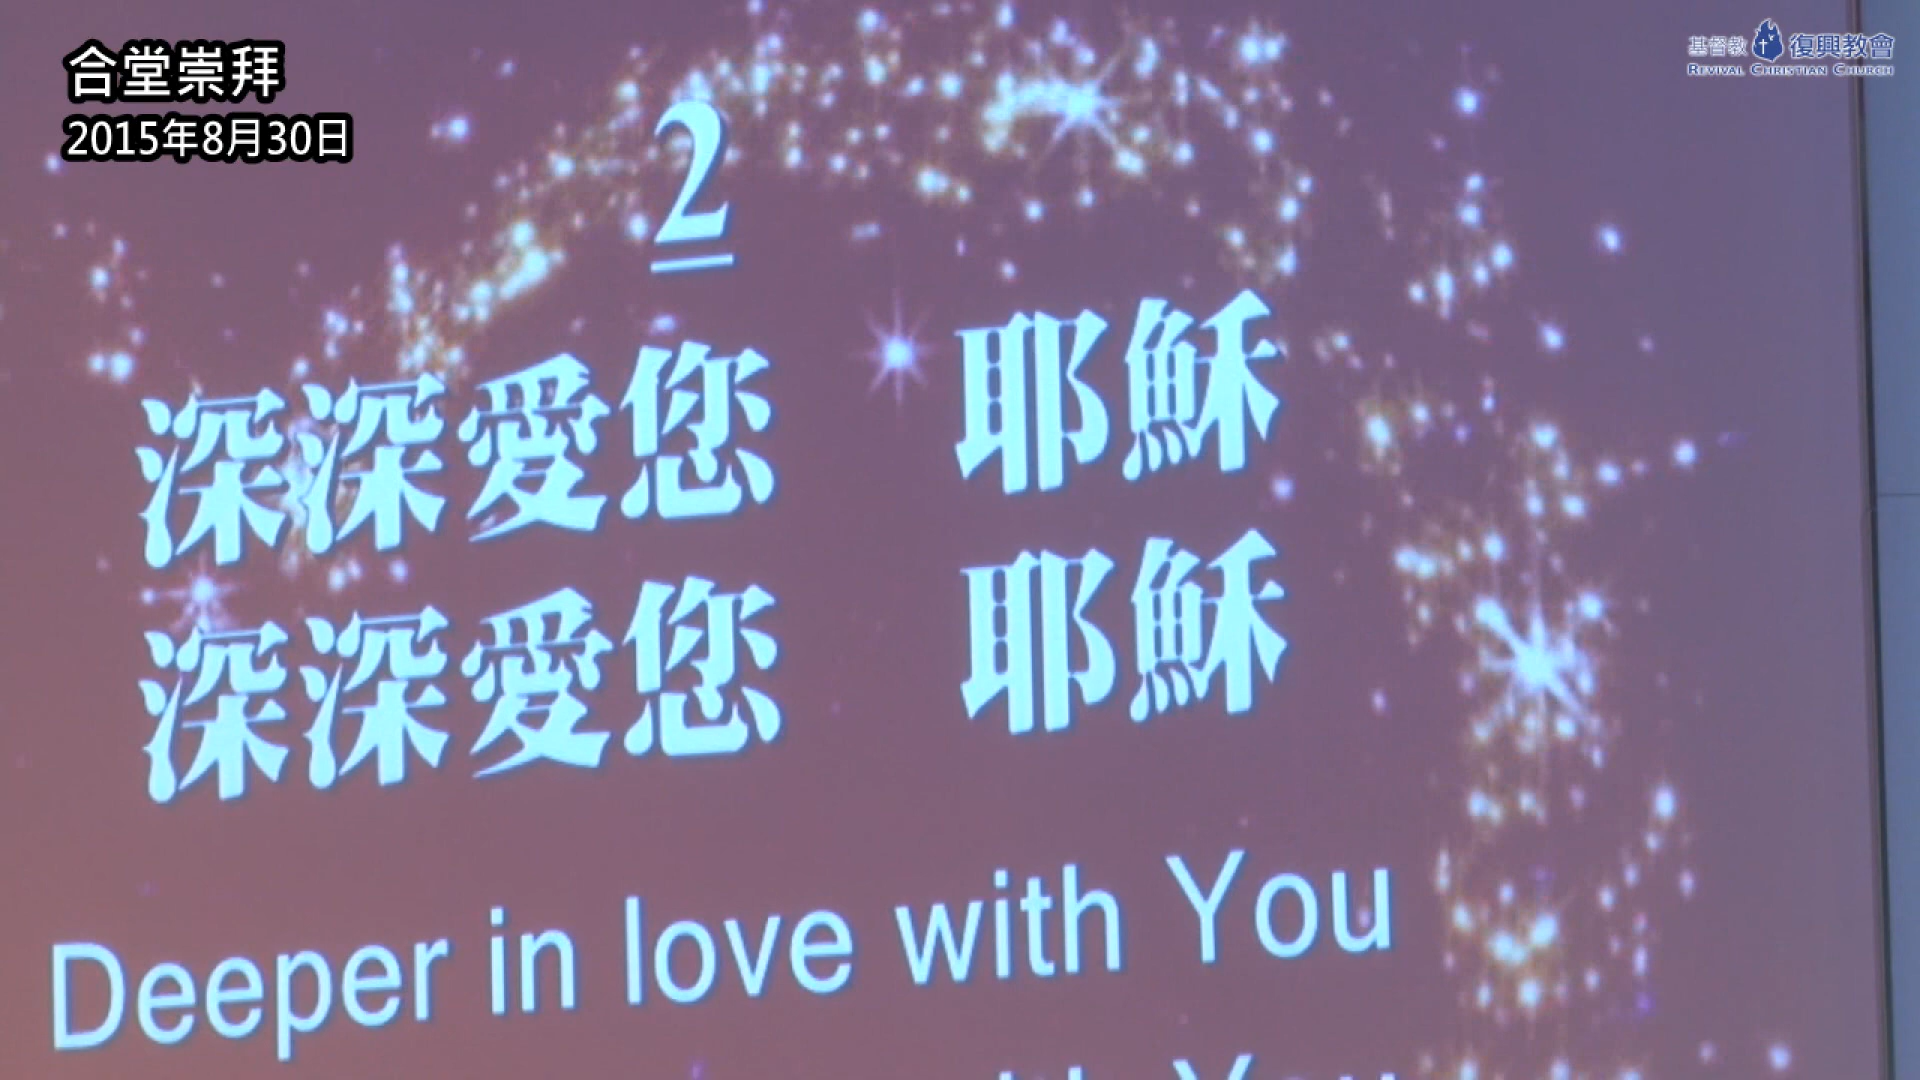 合堂崇拜
2015年8月30日
基督教 復興教會
REVIVAL CHRISTIAN CHURCH
2
深深愛您 耶穌
深深愛您 耶穌
Deeper in love with You
with You